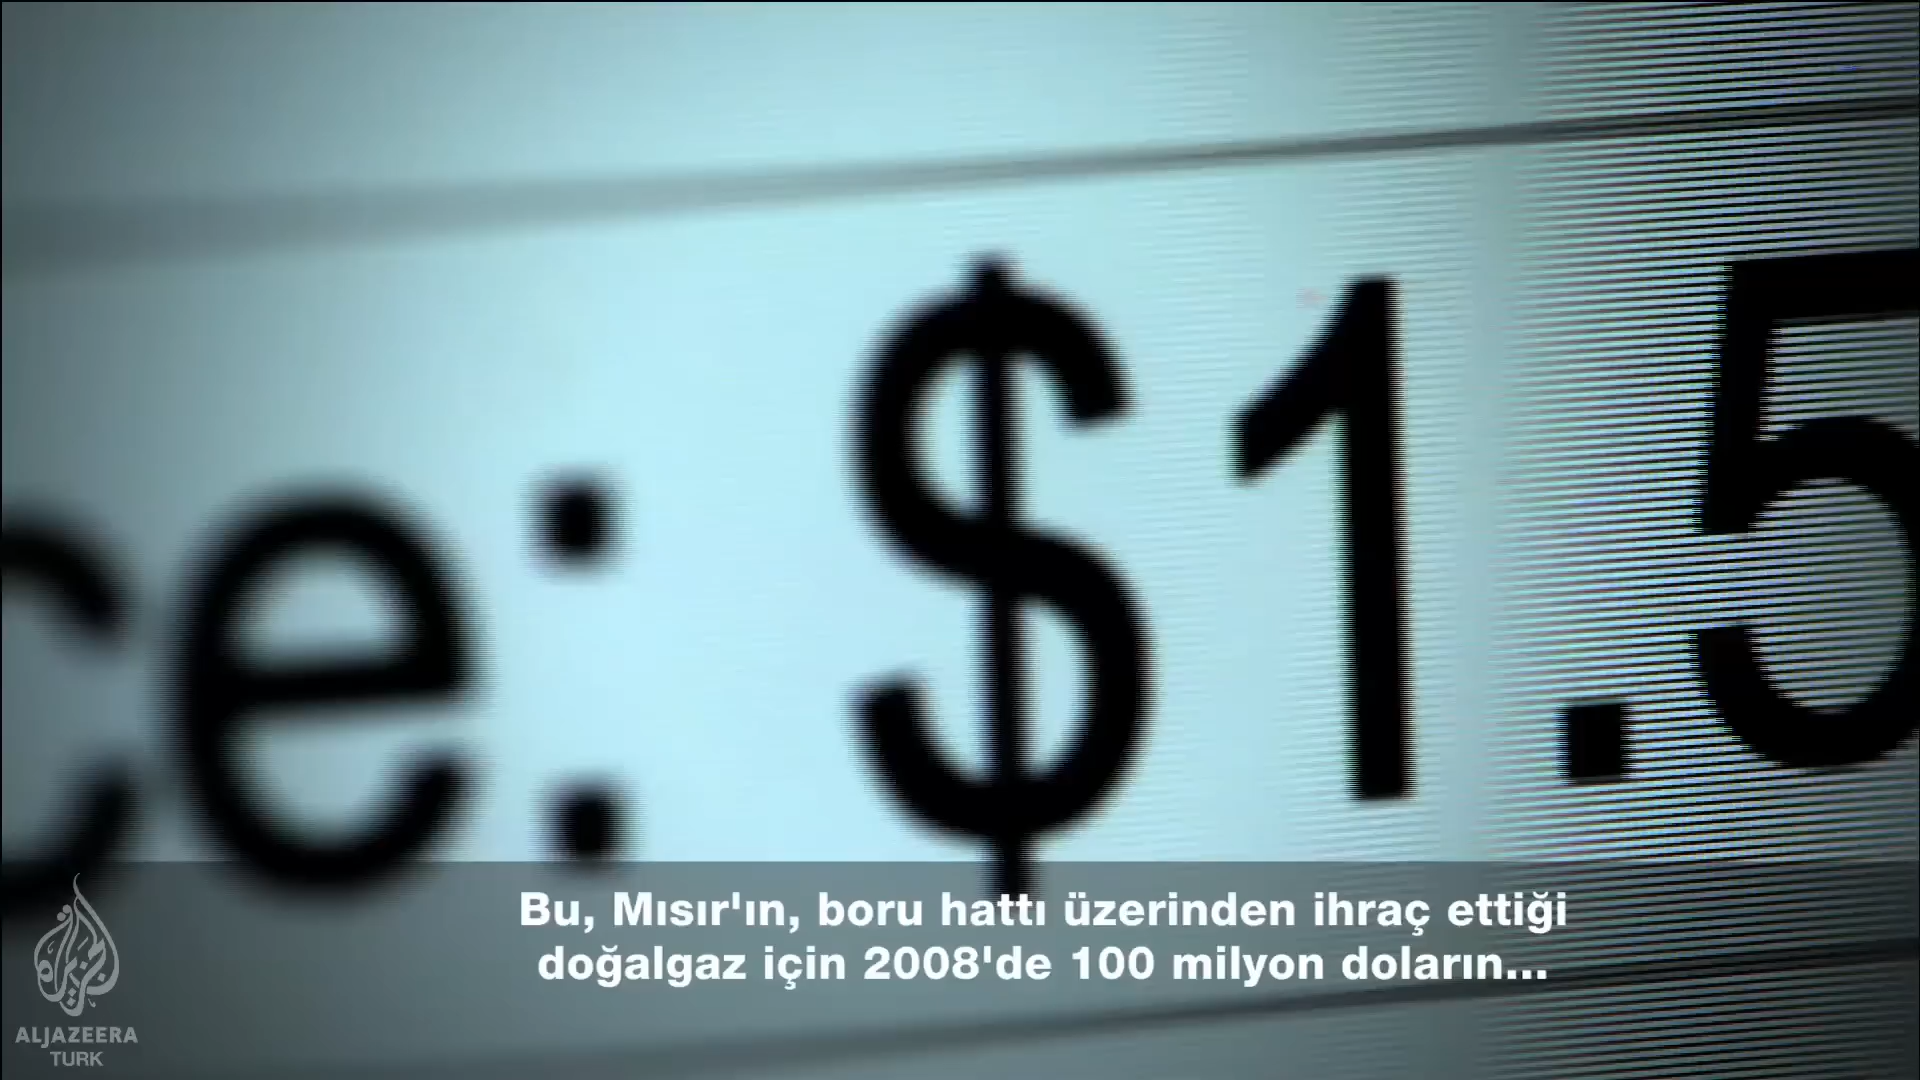 ce: $1.5
Bu, Mısır'ın, boru hattı üzerinden ihraç ettiği
doğalgaz için 2008'de 100 milyon doların...
ALJAZEERA
TURK